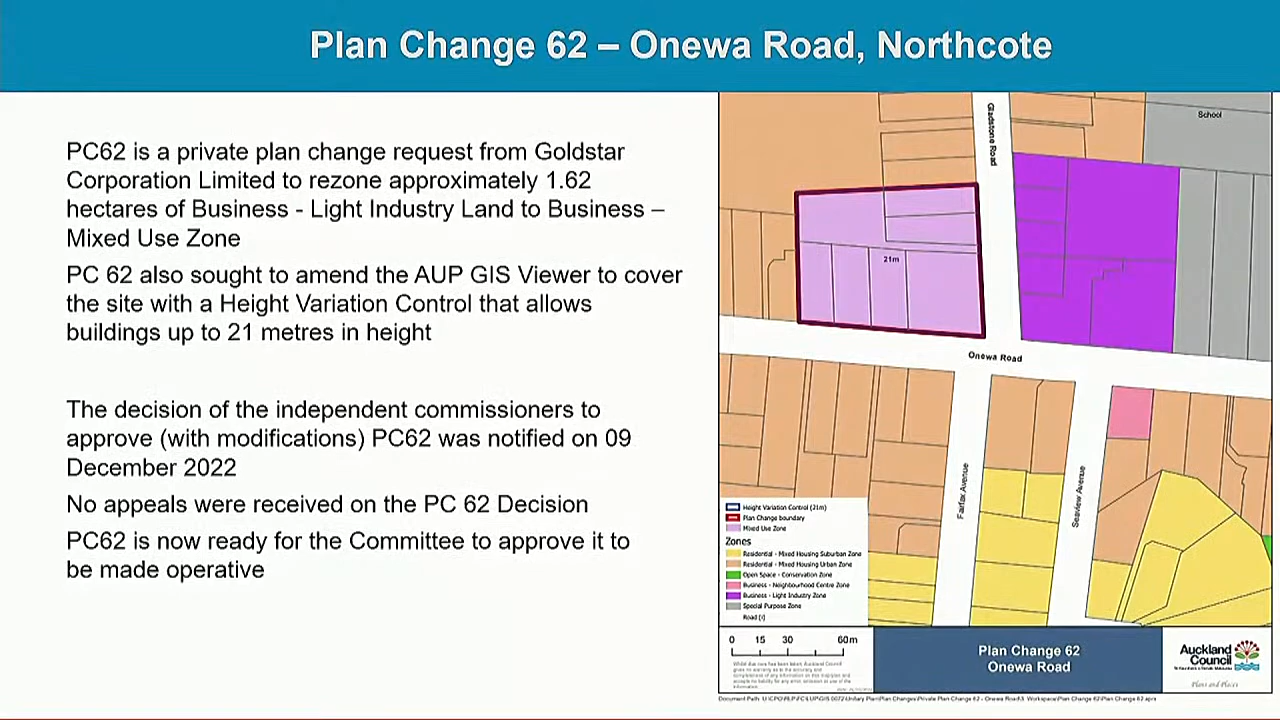 Plan Change 62 – Onewa Road, Northcote
PC62 is a private plan change request from Goldstar
Corporation Limited to rezone approximately 1.62
hectares of Business - Light Industry Land to Business –
Mixed Use Zone
PC 62 also sought to amend the AUP GIS Viewer to cover
the site with a Height Variation Control that allows
buildings up to 21 metres in height
The decision of the independent commissioners to
approve (with modifications) PC62 was notified on 09
December 2022
No appeals were received on the PC 62 Decision
PC62 is now ready for the Committee to approve it to
be made operative
Gladstone Road
School
21m
Onewa Road
Fairfax Avenue
Seaview Avenue
Height Variation Control (21m)
Plan Change boundary
Mixed Use Zone
Zones
Residential - Mixed Housing Suburban Zone
Residential - Mixed Housing Urban Zone
Open Space - Conservation Zone
Business - Neighbourhood Centre Zone
Business - Light Industry Zone
Special Purpose Zone
Road [i]
0 15 30 60m
Plan Change 62
Onewa Road
Auckland
Council
Plans and Places